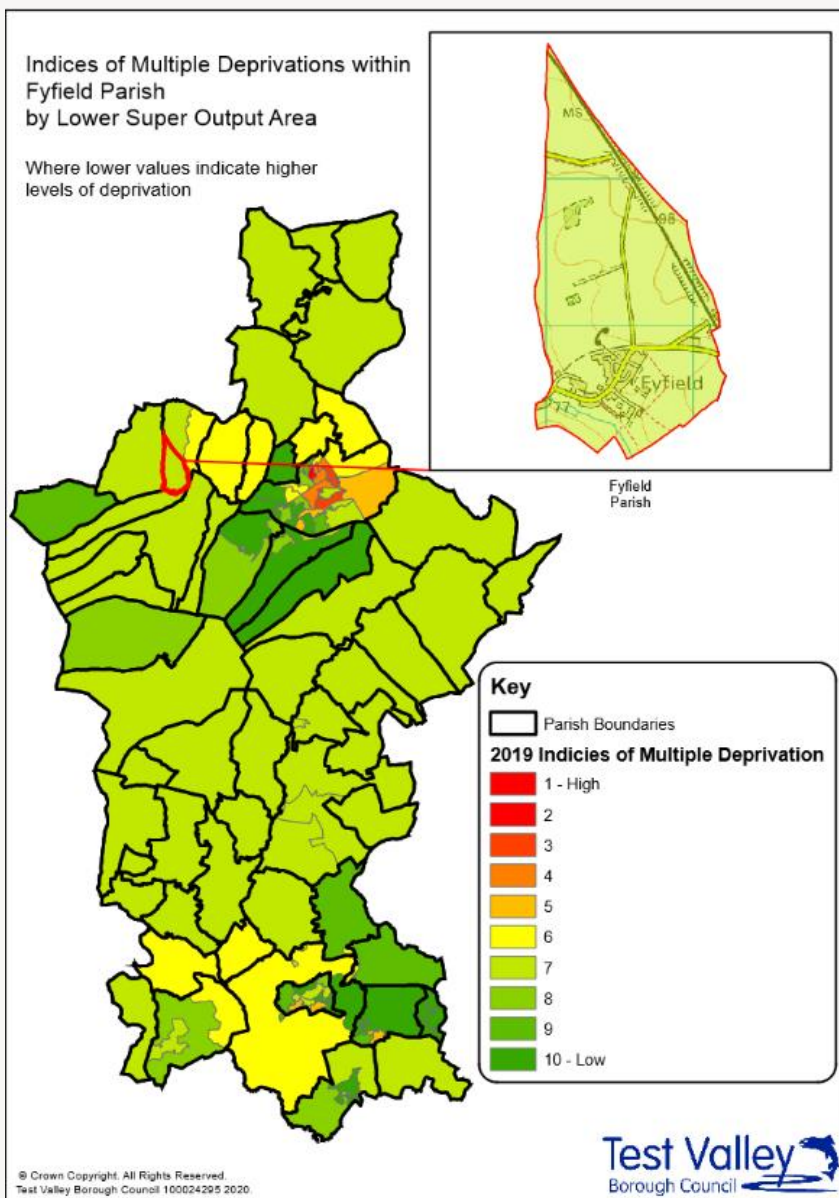 Indices of Multiple Deprivations within
Fyfield Parish
by Lower Super Output Area
Where lower values indicate higher
levels of deprivation
MS
98
Fyfield
77
Fyfield
Parish
Key
Parish Boundaries
2019 Indicies of Multiple Deprivation
1 - High
2
3
4
5
6
7
8
9
10 - Low
© Crown Copyright. All Rights Reserved.
Test Valley Borough Council 100024295 2020.
Test Valley
Borough Council